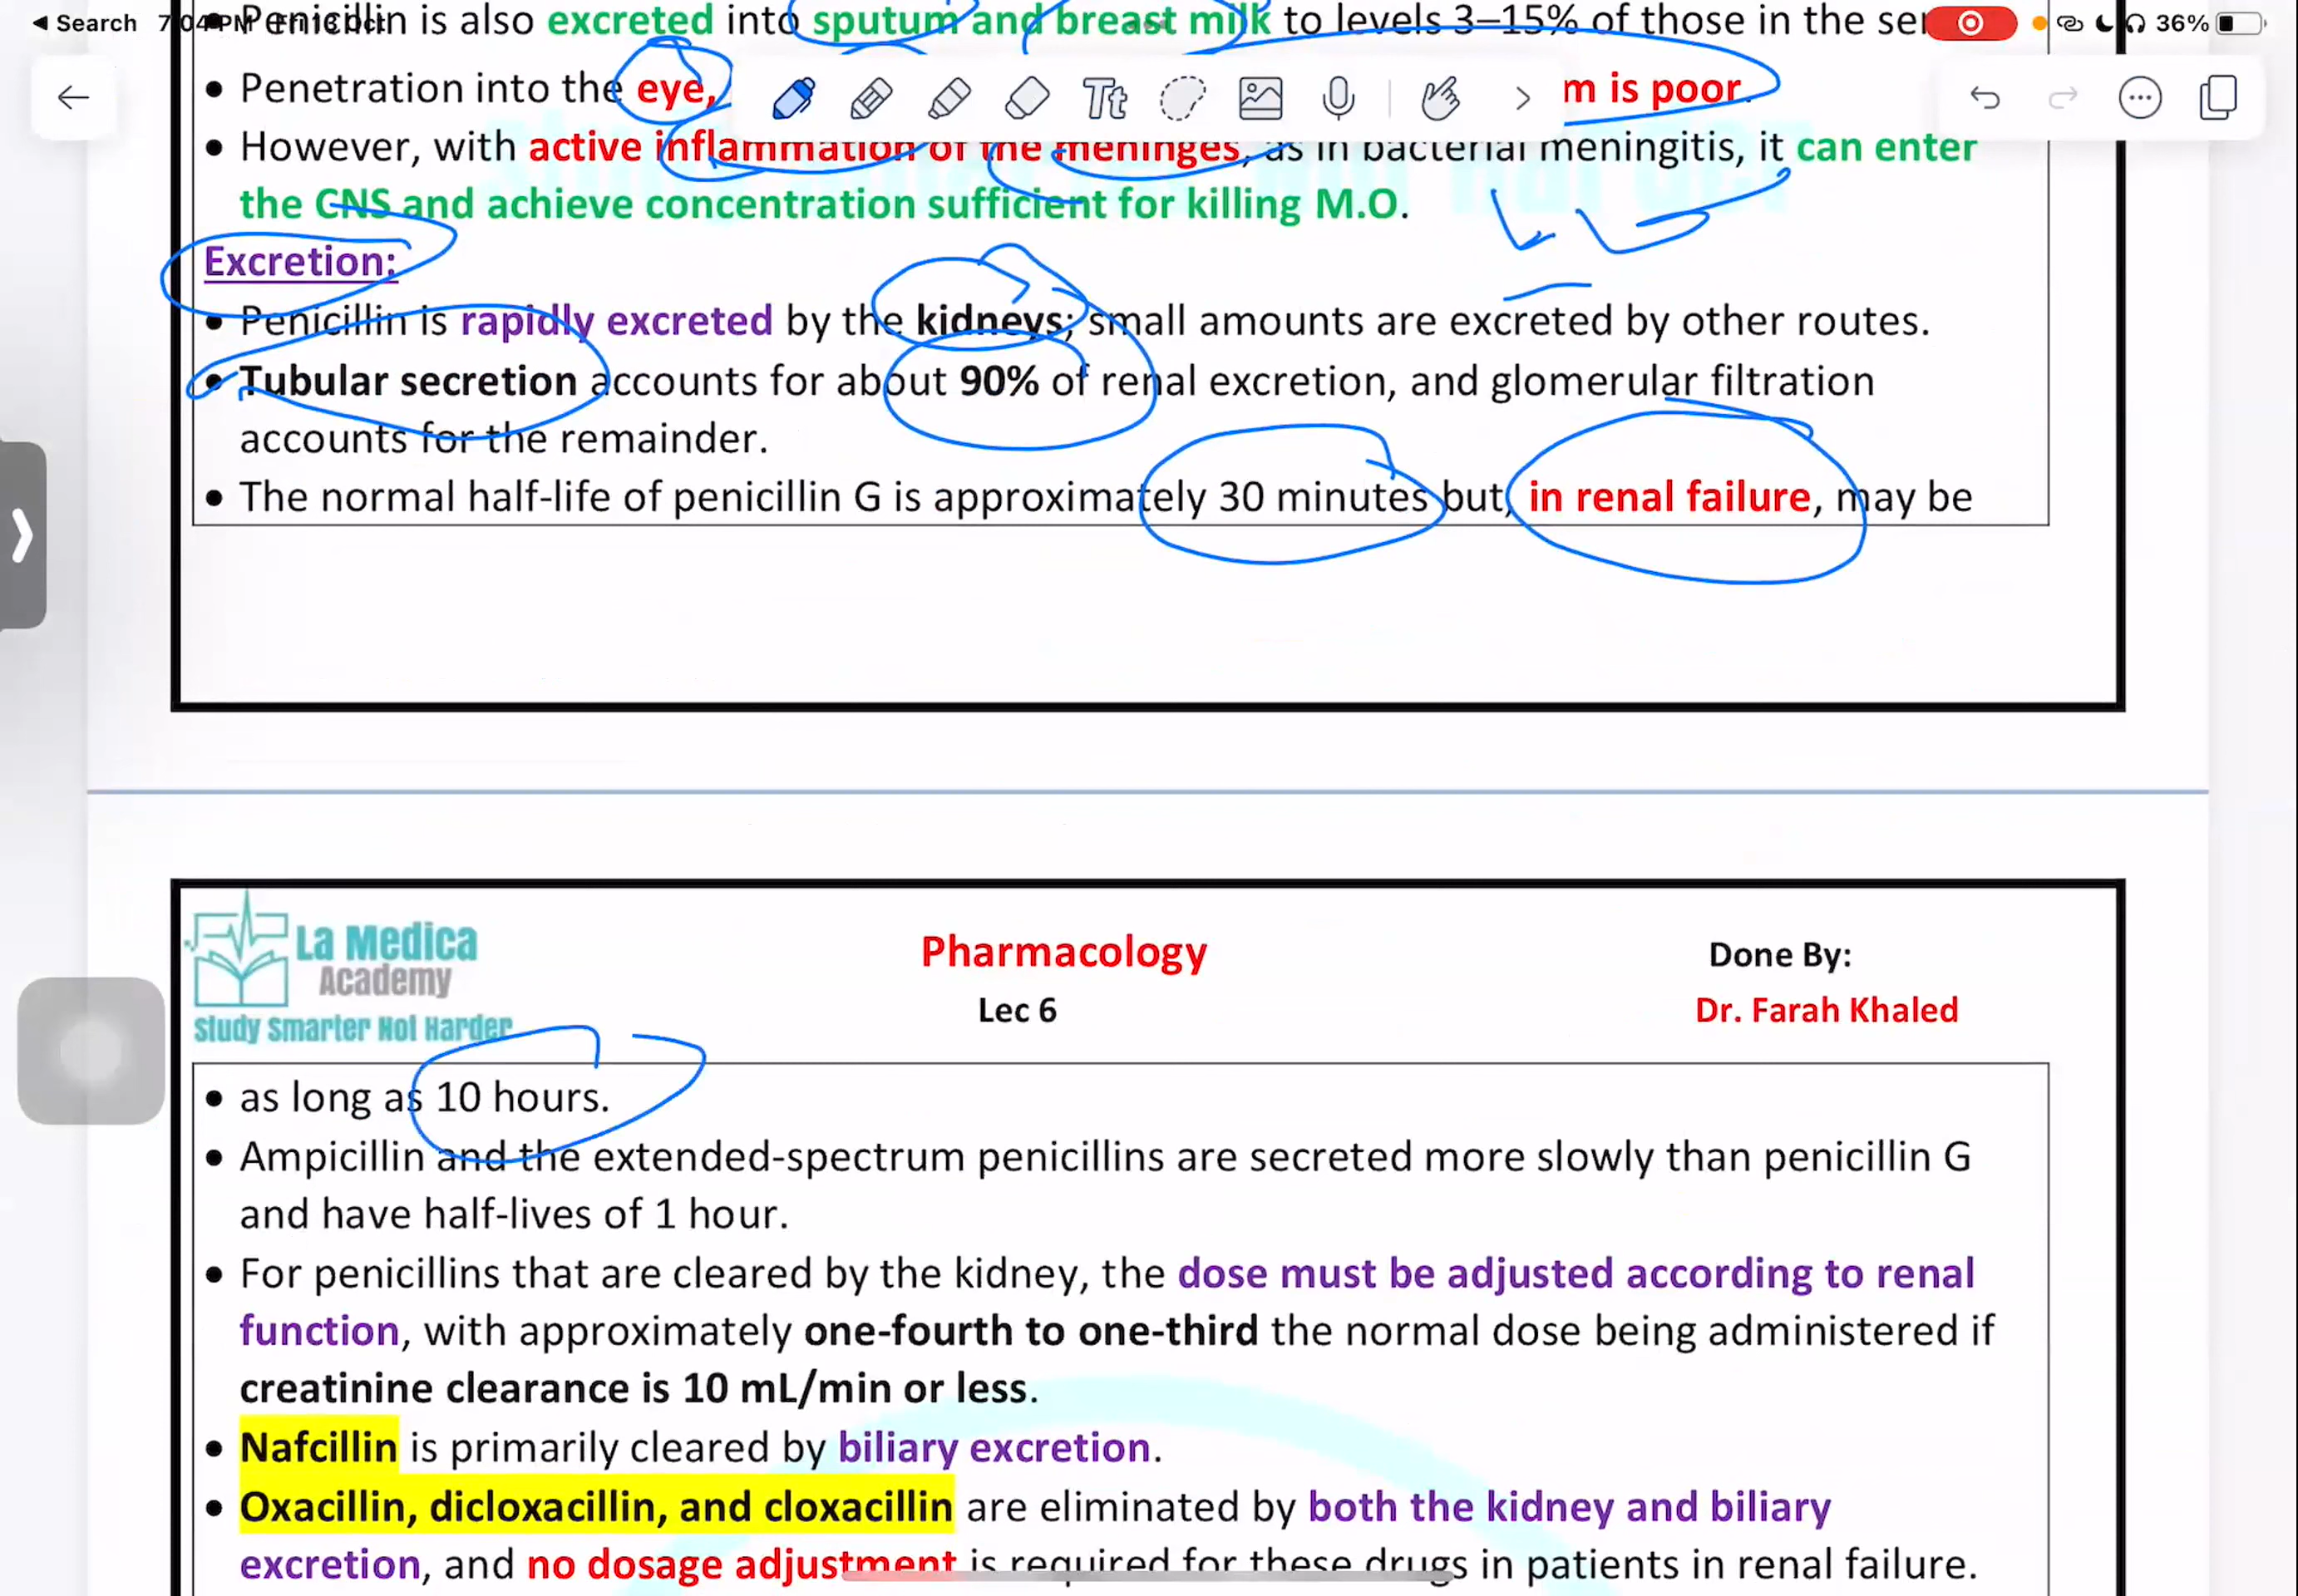 ◀ Search 7:04 PM Fri 13 Oct 36%
Penicillin is also excreted into sputum and breast milk to levels 3–15% of those in the
• Penetration into the eye, m is poor.
Tt
• However, with active inflammation of the meninges, as in bacterial meningitis, it can enter
the CNS and achieve concentration sufficient for killing M.O.
Excretion:
• Penicillin is rapidly excreted by the kidneys; small amounts are excreted by other routes.
• Tubular secretion accounts for about 90% of renal excretion, and glomerular filtration
accounts for the remainder.
• The normal half-life of penicillin G is approximately 30 minutes but, in renal failure, may be
La Medica
Academy
Study Smarter Not Harder
Pharmacology
Lec 6
Done By:
Dr. Farah Khaled
• as long as 10 hours.
• Ampicillin and the extended-spectrum penicillins are secreted more slowly than penicillin G
and have half-lives of 1 hour.
• For penicillins that are cleared by the kidney, the dose must be adjusted according to renal
function, with approximately one-fourth to one-third the normal dose being administered if
creatinine clearance is 10 mL/min or less.
• Nafcillin is primarily cleared by biliary excretion.
• Oxacillin, dicloxacillin, and cloxacillin are eliminated by both the kidney and biliary
excretion, and no dosage adjustment is required for these drugs in patients in renal failure.